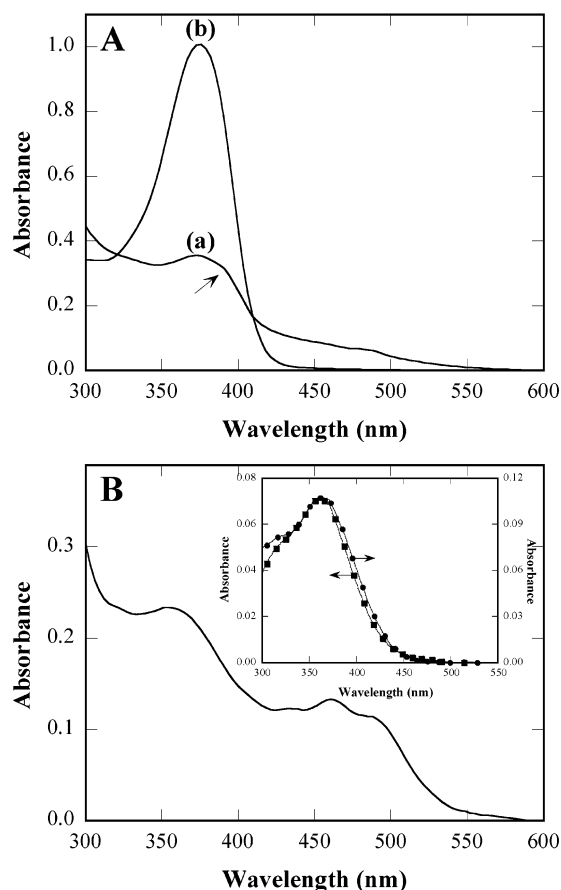 A
(b)
(a)
Absorbance
1.0
0.8
0.6
0.4
0.2
0.0
300 350 400 450 500 550 600
Wavelength (nm)
B
Absorbance
0.3
0.2
0.1
0.0
300 350 400 450 500 550 600
Wavelength (nm)
Absorbance
0.08
0.06
0.04
0.02
0.00
0.12
0.09
0.06
0.03
0.00
Absorbance
300 350 400 450 500 550
Wavelength (nm)